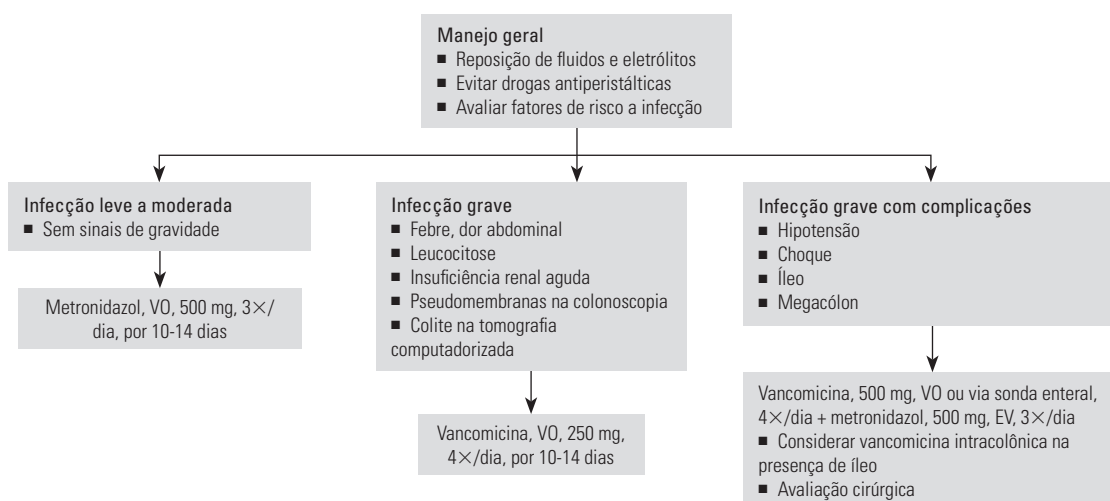 Manejo geral
■ Reposição de fluidos e eletrólitos
■ Evitar drogas antiperistálticas
■ Avaliar fatores de risco a infecção
Infecção leve a moderada
■ Sem sinais de gravidade
Metronidazol, VO, 500 mg, 3×/
dia, por 10-14 dias
Infecção grave
■ Febre, dor abdominal
■ Leucocitose
■ Insuficiência renal aguda
■ Pseudomembranas na colonoscopia
■ Colite na tomografia
computadorizada
Vancomicina, VO, 250 mg,
4×/dia, por 10-14 dias
Infecção grave com complicações
■ Hipotensão
■ Choque
■ Íleo
■ Megacólon
Vancomicina, 500 mg, VO ou via sonda enteral,
4×/dia + metronidazol, 500 mg, EV, 3×/dia
■ Considerar vancomicina intracolônica na
presença de íleo
■ Avaliação cirúrgica